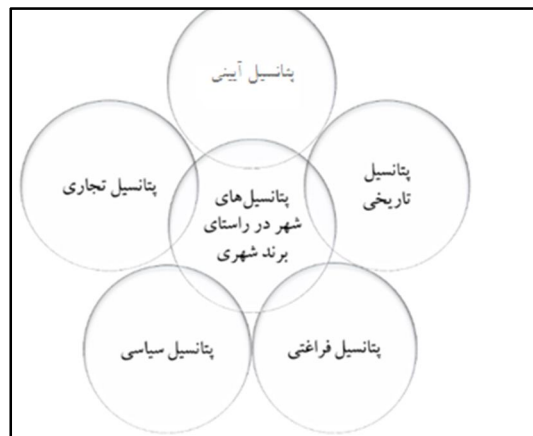 پتانسیل آیینی
پتانسیل
تاریخی
پتانسیل تجاری
پتانسیل‌های
شهر در راستای
برند شهری
پتانسیل فراغتی
پتانسیل سیاسی